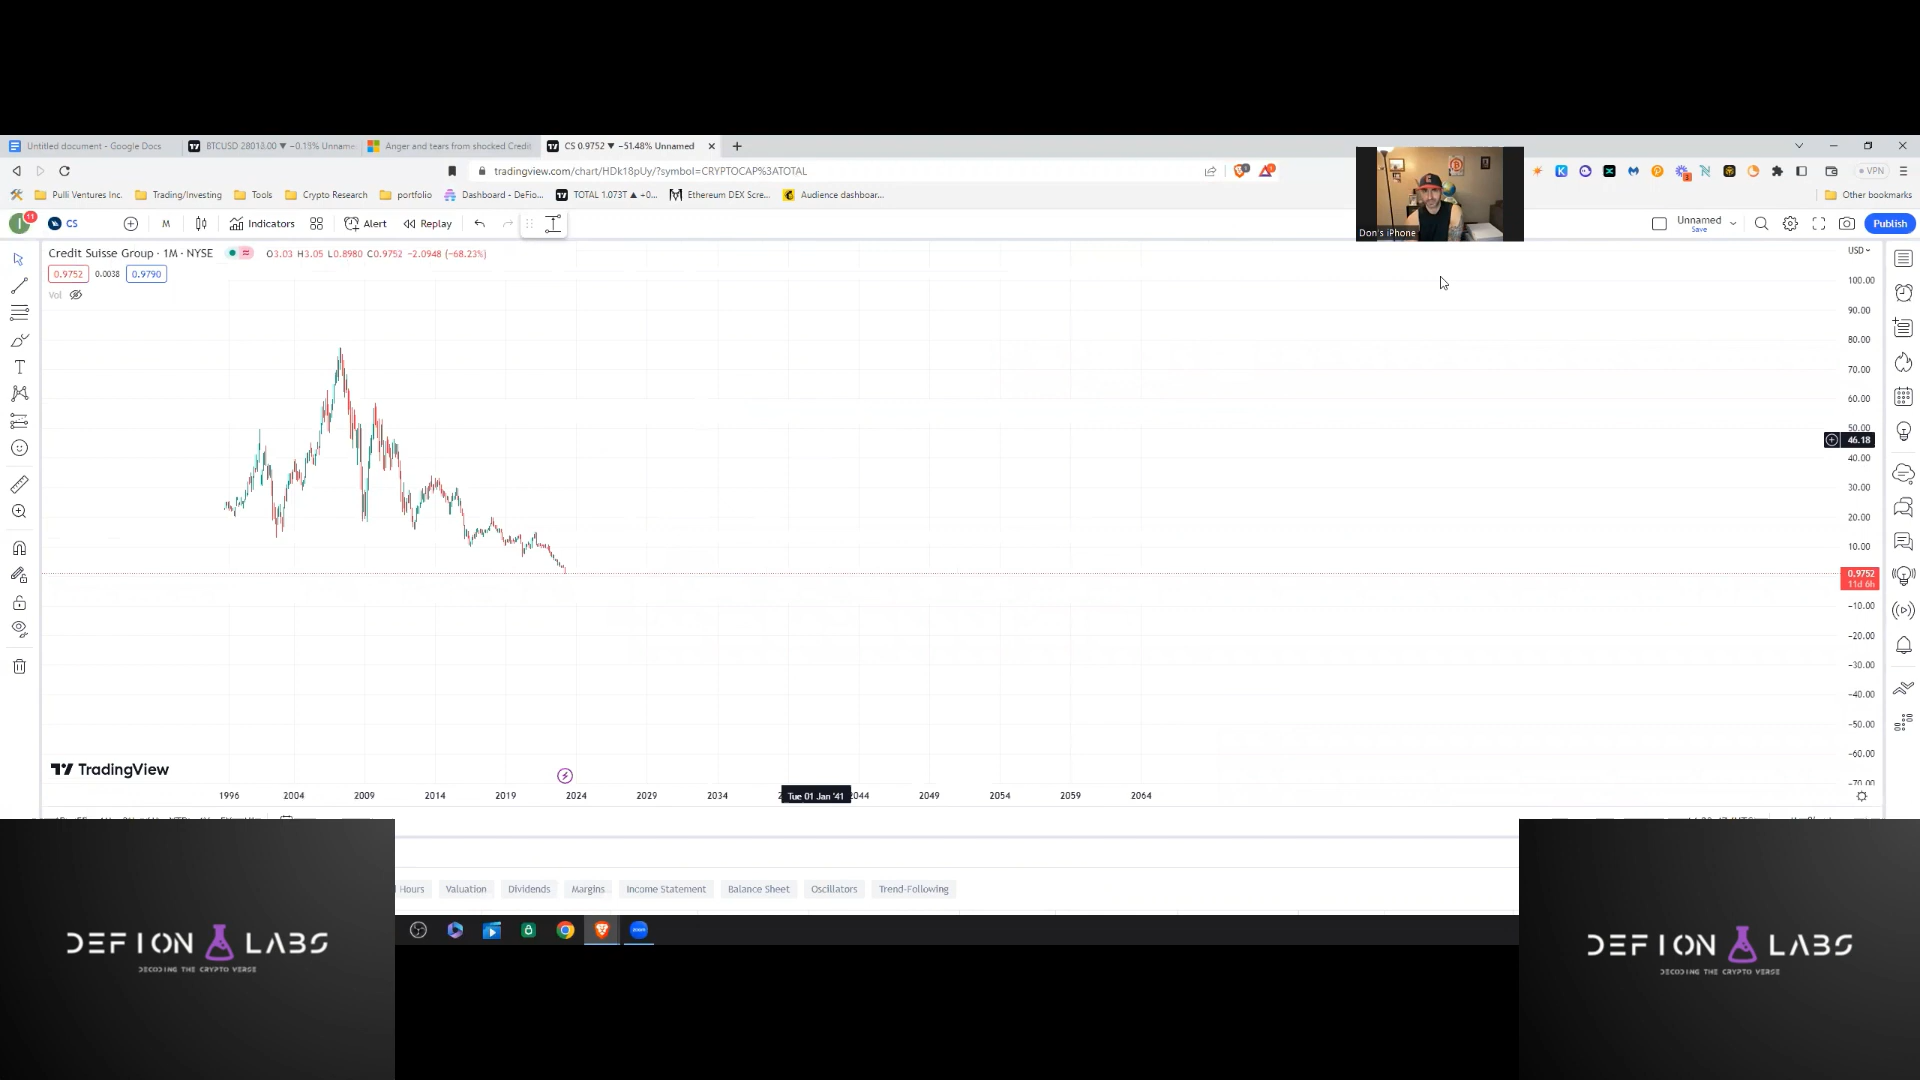 Untitled document - Google Docs
BTCUSD 28013.00 ▼ −0.15% Unname
Anger and tears from shocked Credit
CS 0.9752 ▼ −51.48% Unnamed
tradingview.com/chart/HDk18pUy/?symbol=CRYPTOCAP%3ATOTAL
VPN
Pulli Ventures Inc.
Trading/Investing
Tools
Crypto Research
portfolio
Dashboard - DeFio...
TOTAL 1.073T ▲ +0...
Ethereum DEX Scre...
Audience dashboar...
Other bookmarks
11
CS
M
Indicators
Alert
Replay
Don's iPhone
Unnamed
Save
Publish
Credit Suisse Group · 1M · NYSE
O3.03 H3.05 L0.8980 C0.9752 −2.0948 (−68.23%)
USD
0.9752
0.0038
0.9790
Vol
100.00
90.00
80.00
70.00
60.00
50.00
46.18
40.00
30.00
20.00
10.00
0.9752
11d 6h
−10.00
−20.00
−30.00
−40.00
−50.00
−60.00
−70.00
TradingView
1996
2004
2009
2014
2019
2024
2029
2034
Tue 01 Jan '41
2044
2049
2054
2059
2064
Hours
Valuation
Dividends
Margins
Income Statement
Balance Sheet
Oscillators
Trend-Following
zoom
DEFION LABS
DECODING THE CRYPTO VERSE
DEFION LABS
DECODING THE CRYPTO VERSE